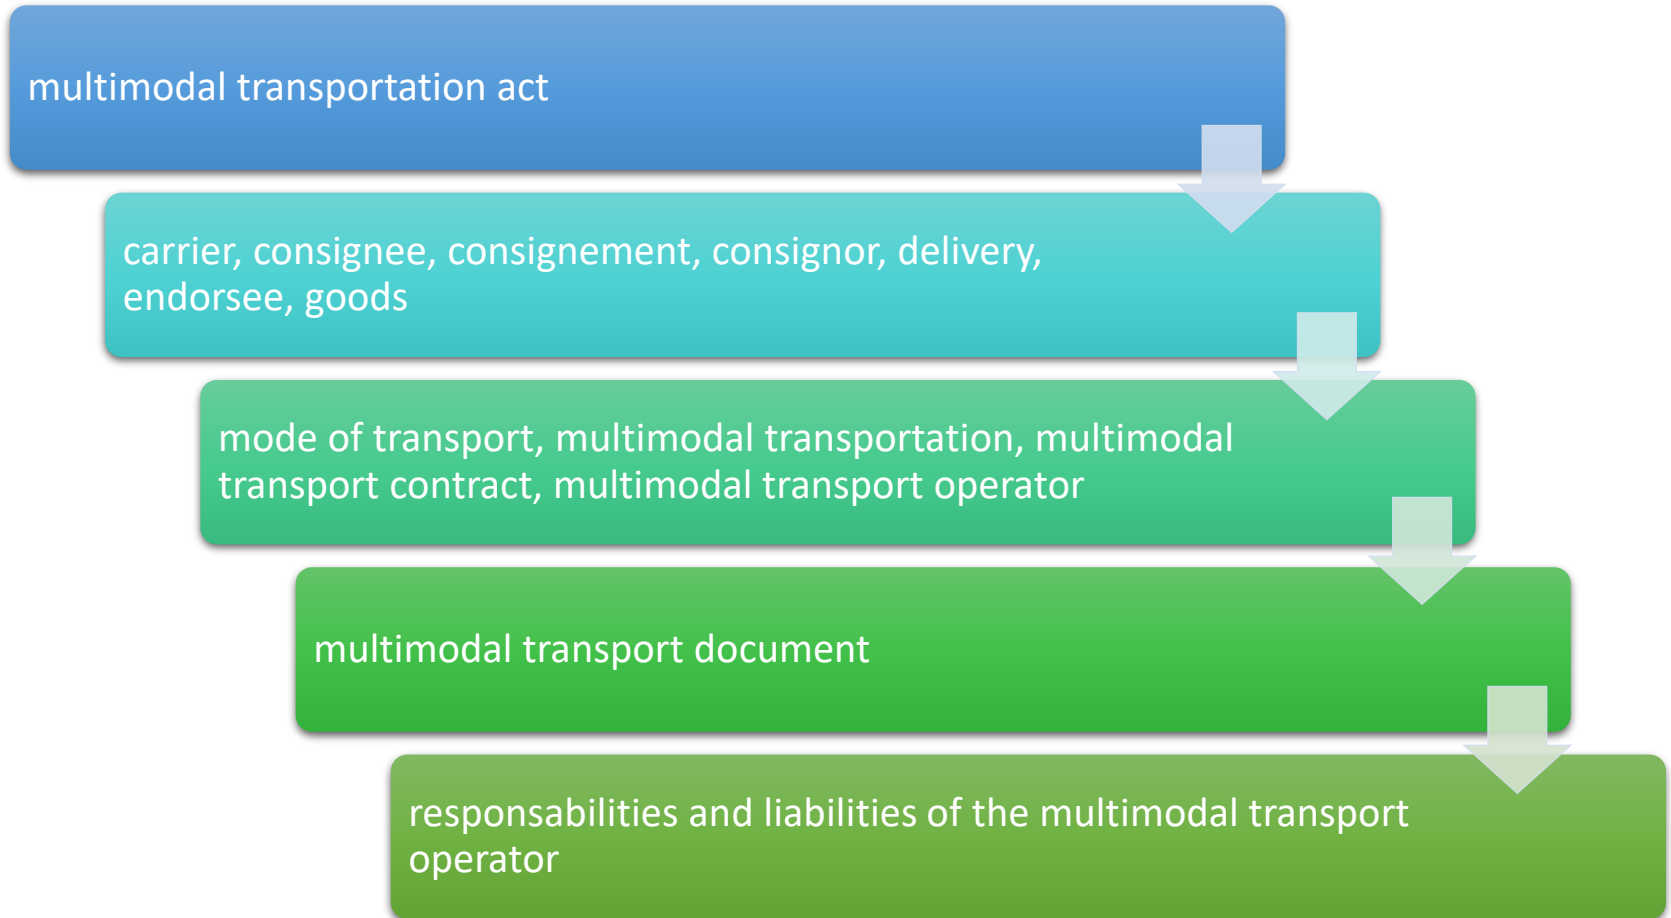 multimodal transportation act
carrier, consignee, consignement, consignor, delivery,
endorsee, goods
mode of transport, multimodal transportation, multimodal
transport contract, multimodal transport operator
multimodal transport document
responsabilities and liabilities of the multimodal transport
operator